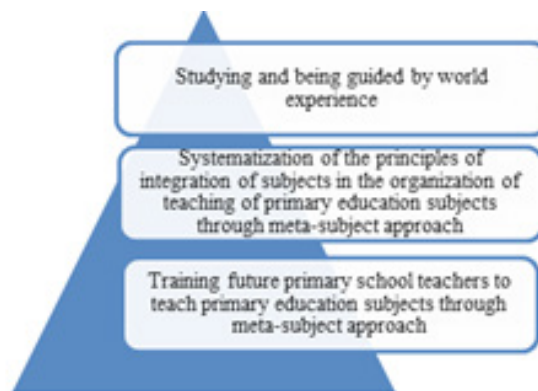 Studying and being guided by world
experience
Systematization of the principles of
integration of subjects in the organization of
teaching of primary education subjects
through meta-subject approach
Training future primary school teachers to
teach primary education subjects through
meta-subject approach